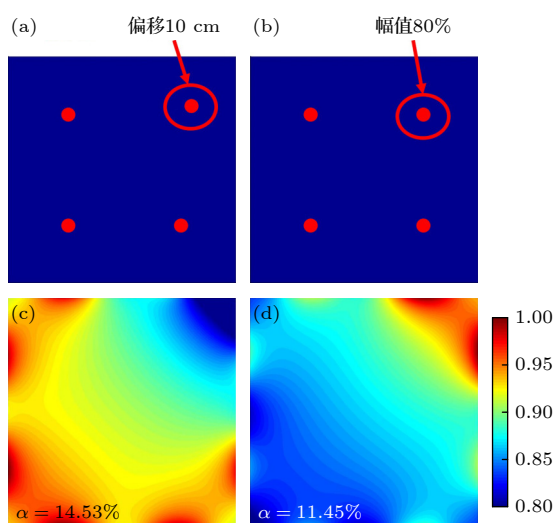 (a)
偏移10 cm
(b)
幅值80%
(c)
(d)
α = 14.53%
α = 11.45%
1.00
0.95
0.90
0.85
0.80